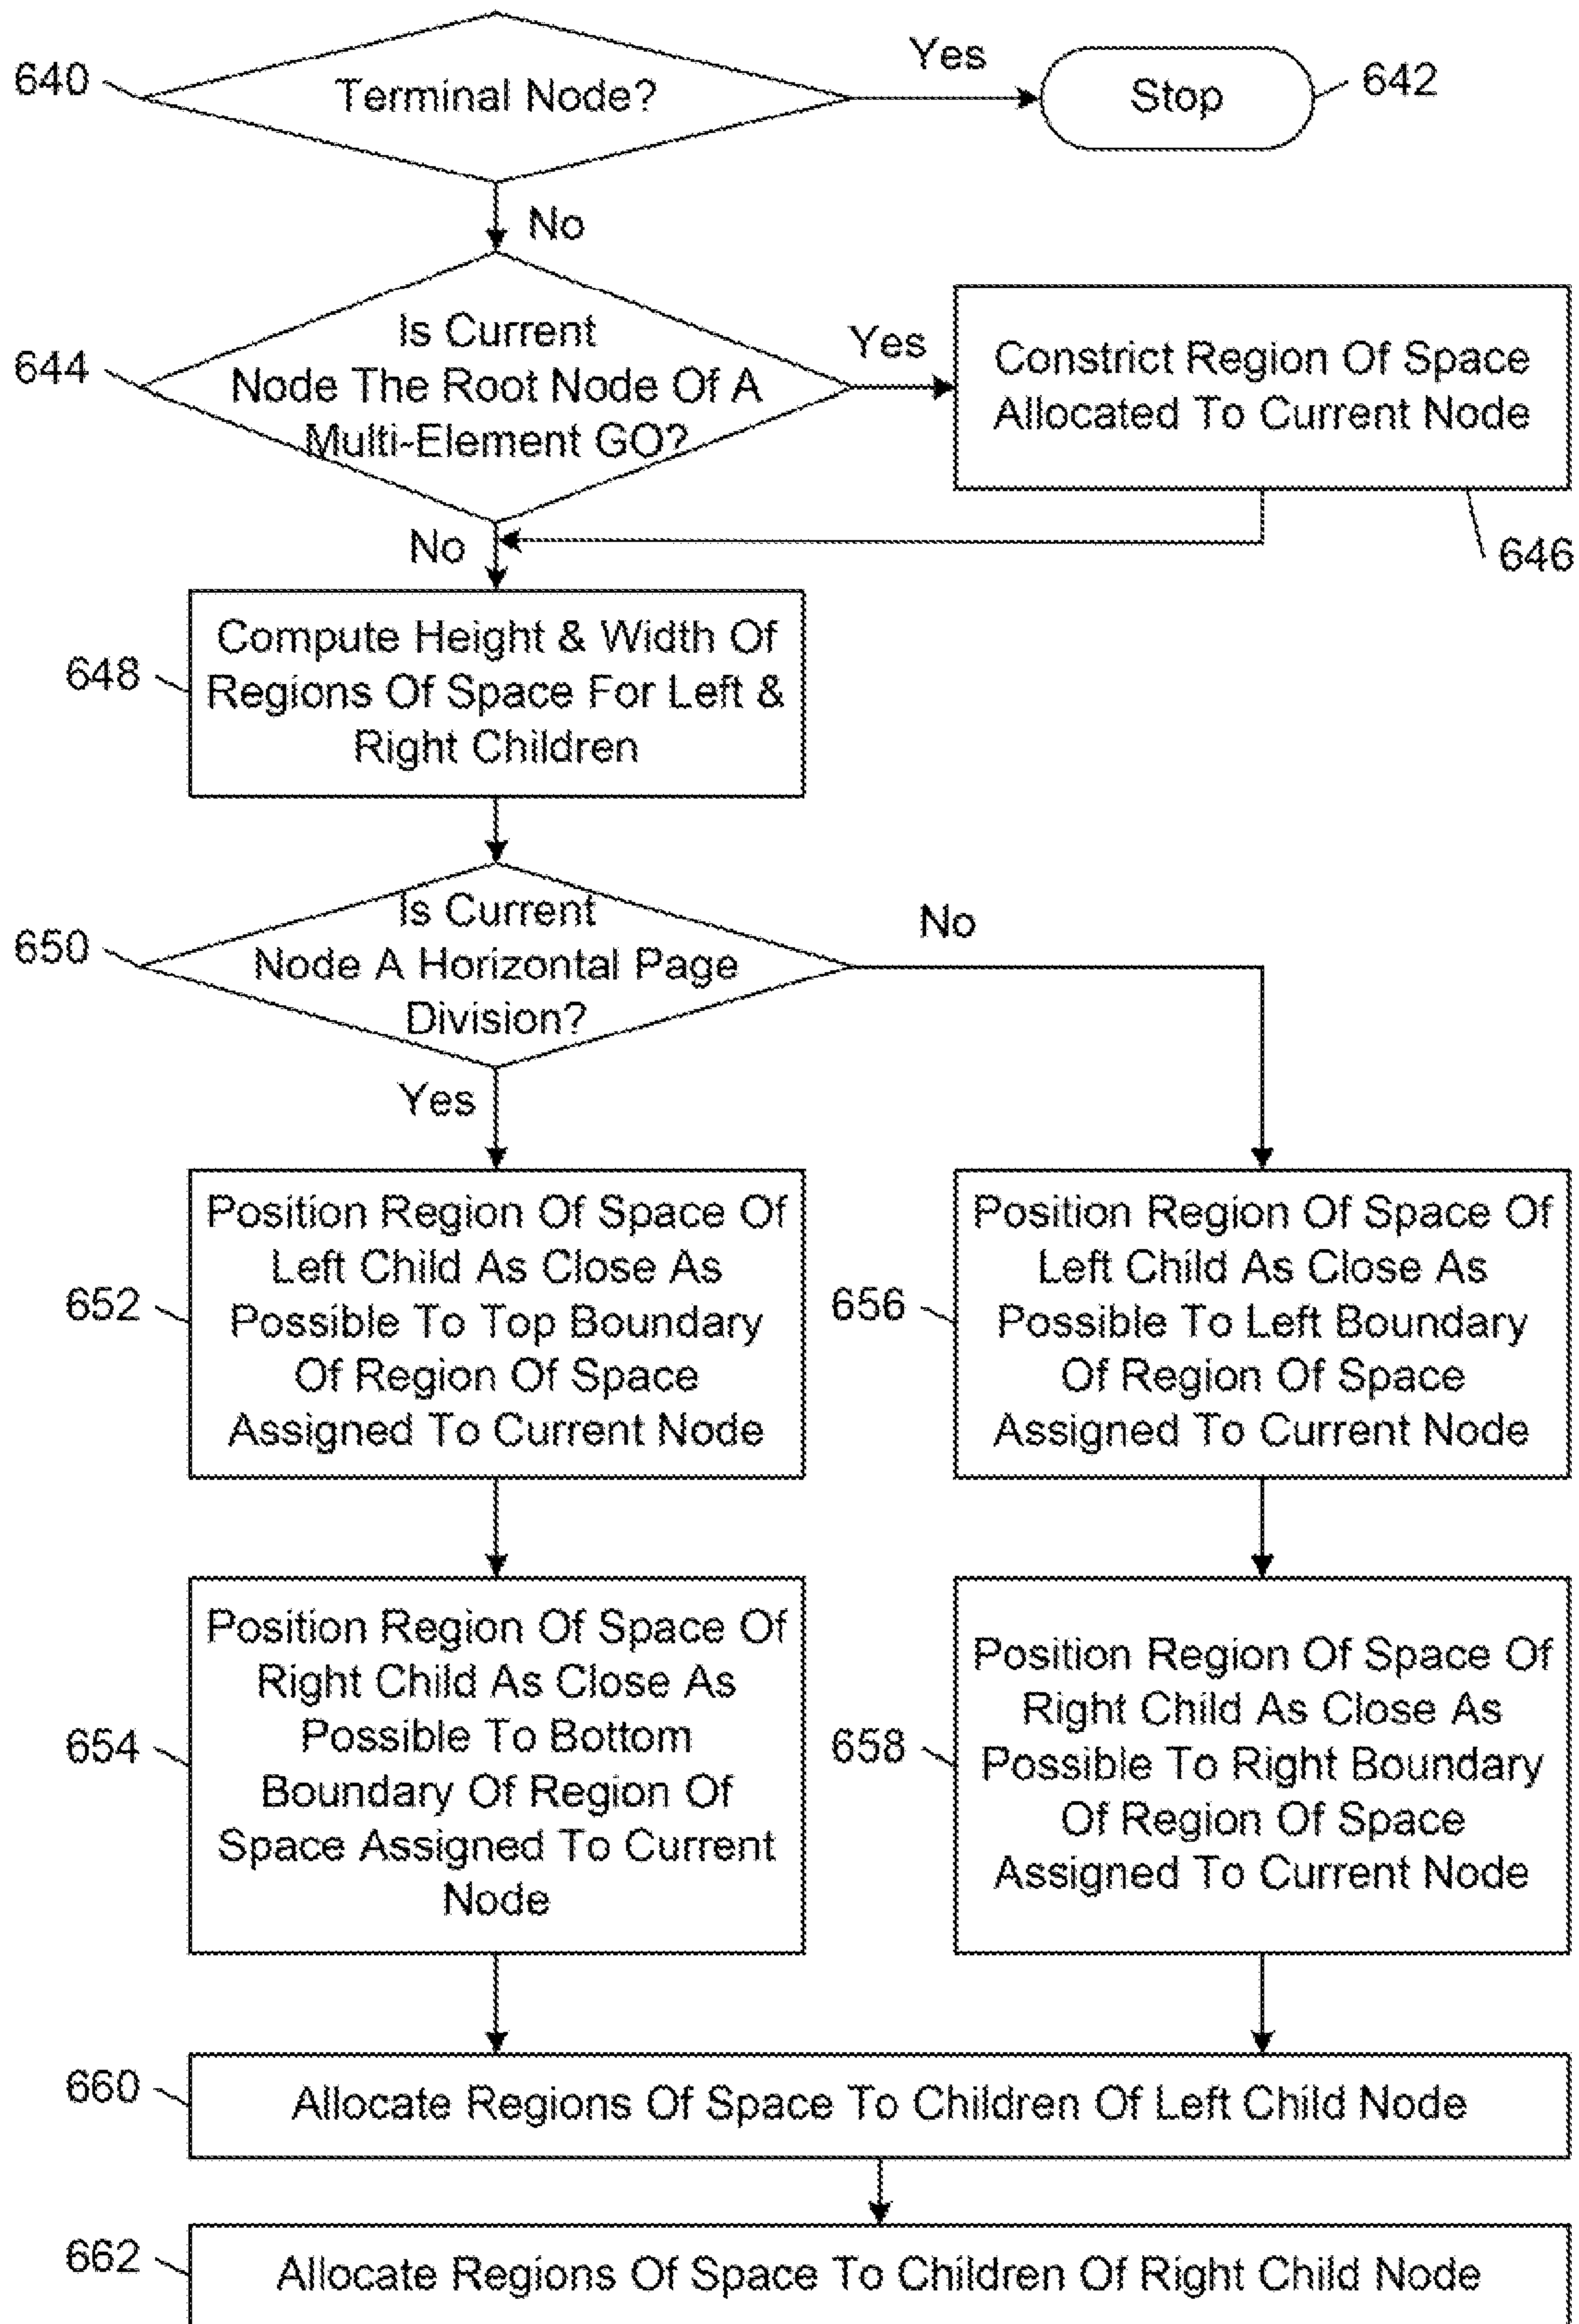 640
Terminal Node?
Yes
Stop
642
No
644
Is Current
Node The Root Node Of A
Multi-Element GO?
Yes
Constrict Region Of Space
Allocated To Current Node
646
No
648
Compute Height & Width Of
Regions Of Space For Left &
Right Children
650
Is Current
Node A Horizontal Page
Division?
No
Yes
652
Position Region Of Space Of
Left Child As Close As
Possible To Top Boundary
Of Region Of Space
Assigned To Current Node
656
Position Region Of Space Of
Left Child As Close As
Possible To Left Boundary
Of Region Of Space
Assigned To Current Node
654
Position Region Of Space Of
Right Child As Close As
Possible To Bottom
Boundary Of Region Of
Space Assigned To Current
Node
658
Position Region Of Space Of
Right Child As Close As
Possible To Right Boundary
Of Region Of Space
Assigned To Current Node
660
Allocate Regions Of Space To Children Of Left Child Node
662
Allocate Regions Of Space To Children Of Right Child Node